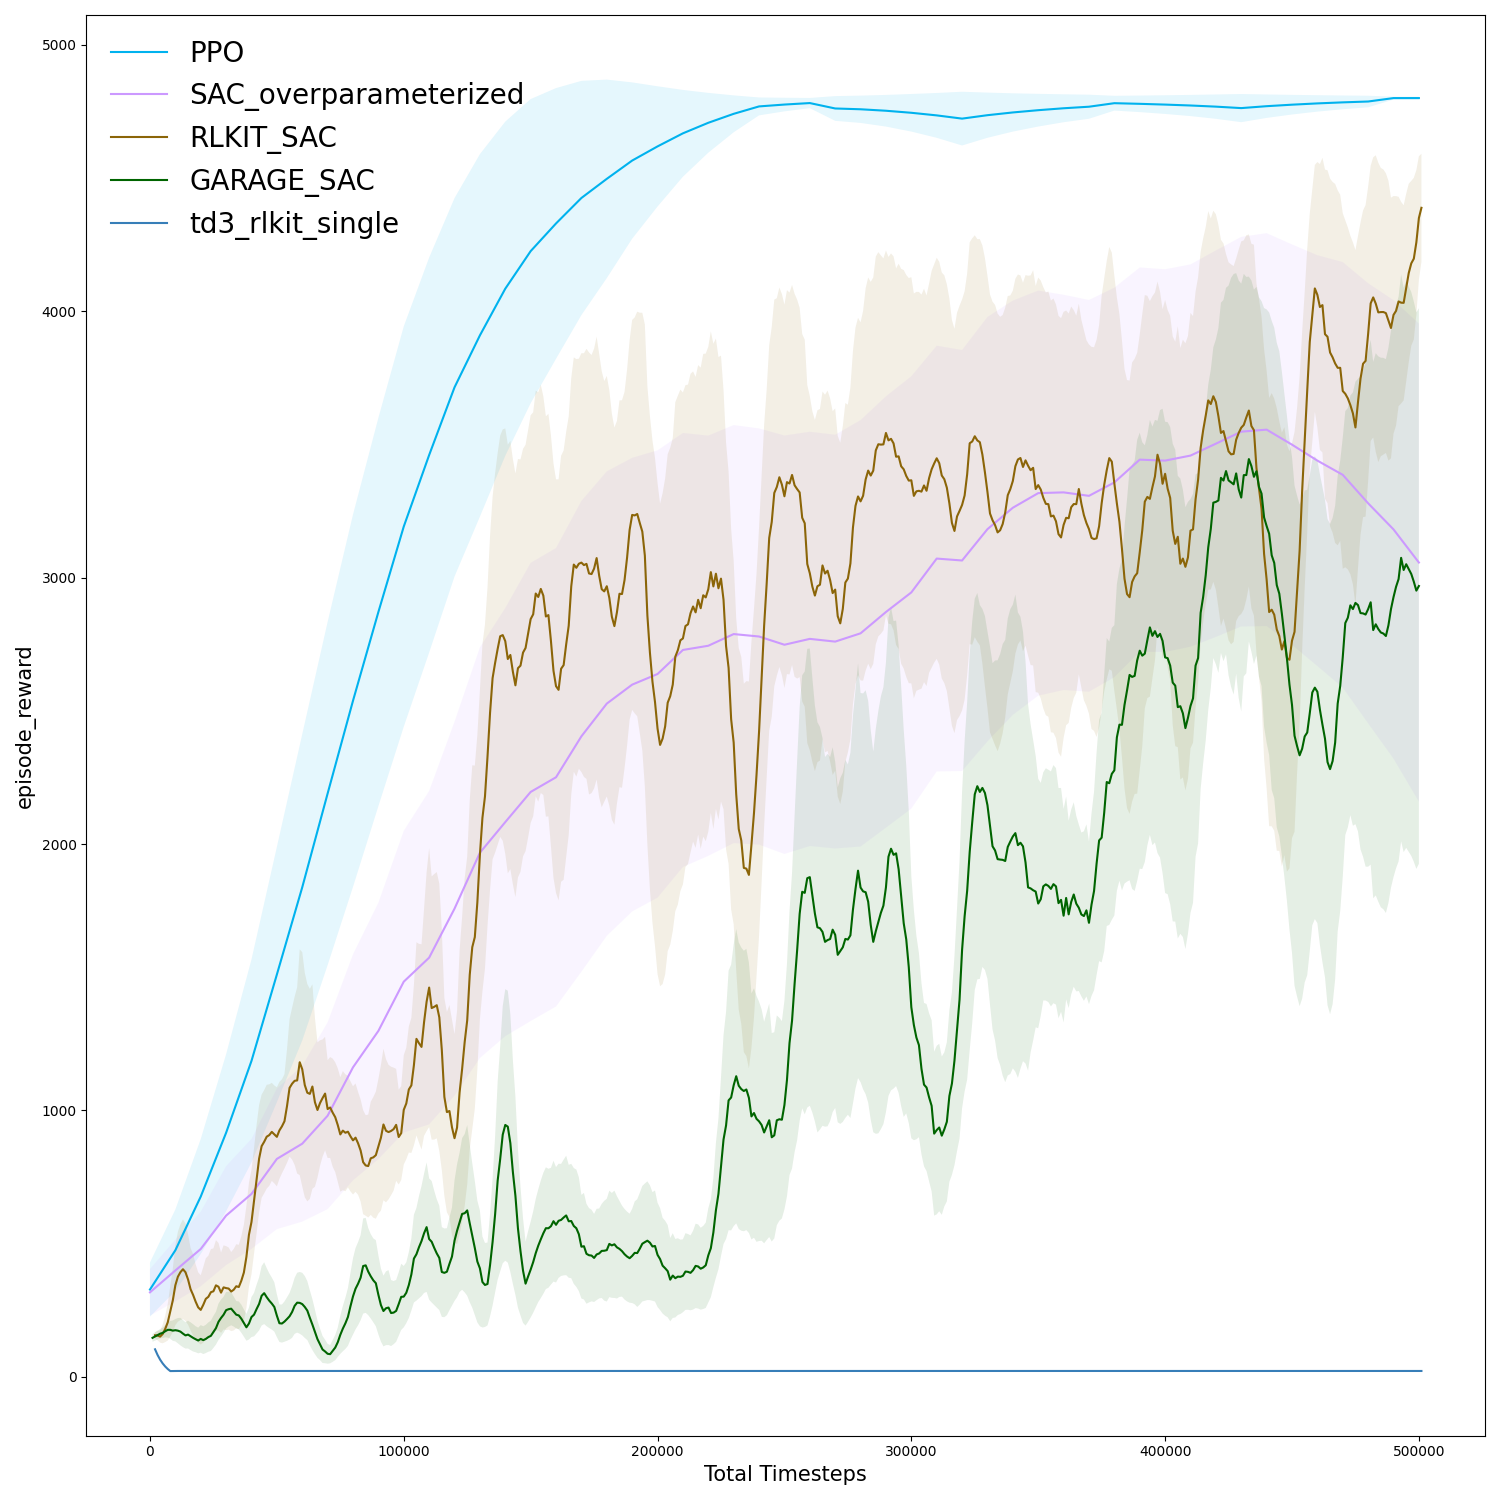 5000
4000
3000
2000
1000
0
episode_reward
PPO
SAC_overparameterized
RLKIT_SAC
GARAGE_SAC
td3_rlkit_single
0 100000 200000 300000 400000 500000
Total Timesteps